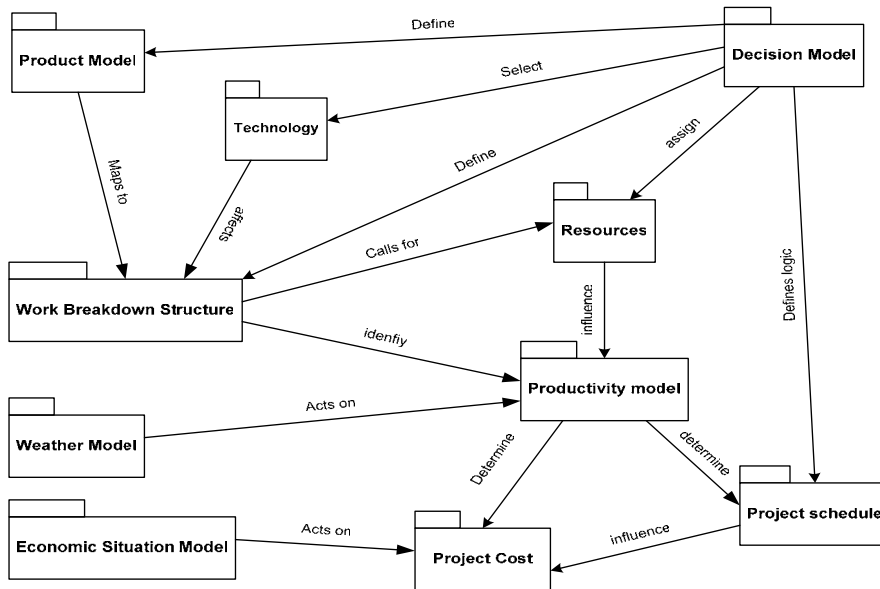 Define
Product Model
Decision Model
Select
Technology
assign
Define
Maps to
affects
Resources
Calls for
Work Breakdown Structure
Defines logic
influence
idenfiy
Productivity model
Acts on
Weather Model
Determine
determine
Project schedule
Acts on
influence
Economic Situation Model
Project Cost